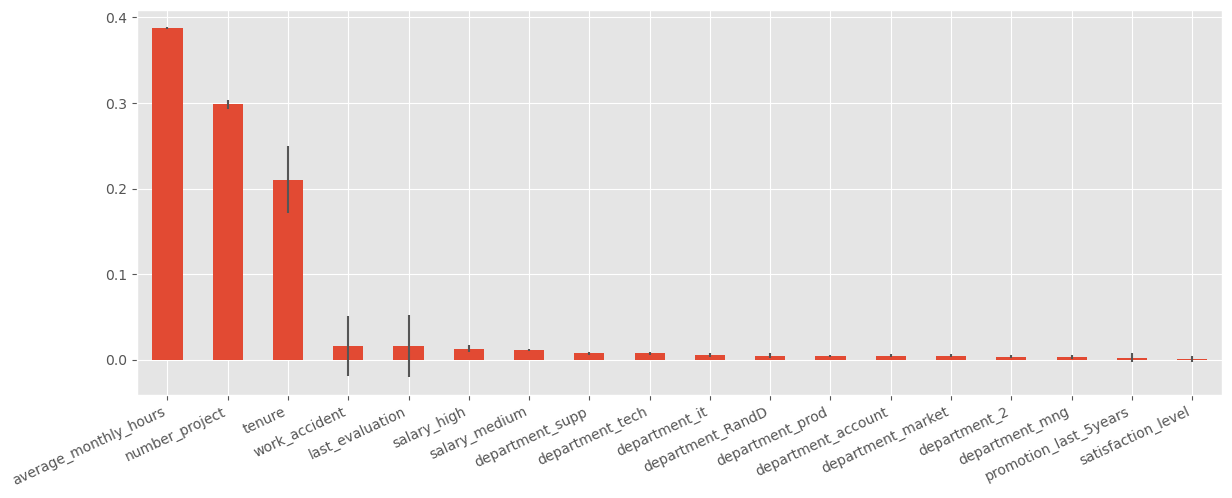 0.4
0.3
0.2
0.1
0.0
average_monthly_hours
number_project
tenure
work_accident
last_evaluation
salary_high
salary_medium
department_supp
department_tech
department_it
department_RandD
department_prod
department_account
department_market
department_2
department_mng
promotion_last_5years
satisfaction_level